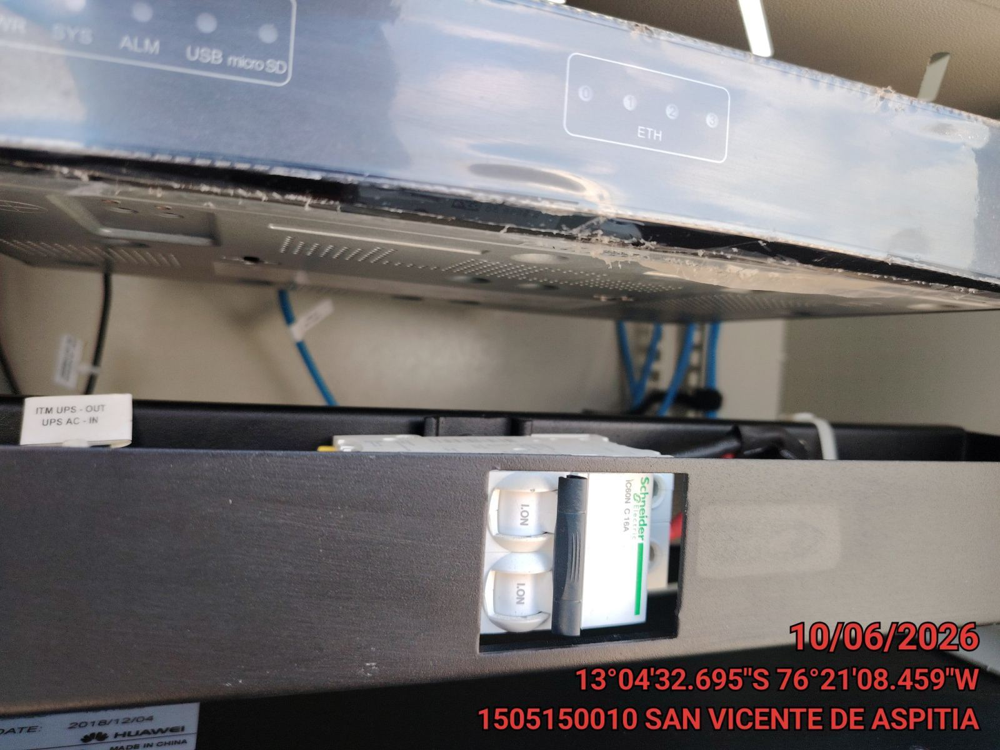 PWR SYS ALM USB microSD
0 1 2 3
ETH
ITM UPS - OUT
UPS AC - IN
I.ON
I.ON
Schneider
Electric
iC60N C16A
DATE: 2018/12/04
HUAWEI
MADE IN CHINA
10/06/2026
13°04'32.695"S 76°21'08.459"W
1505150010 SAN VICENTE DE ASPITIA